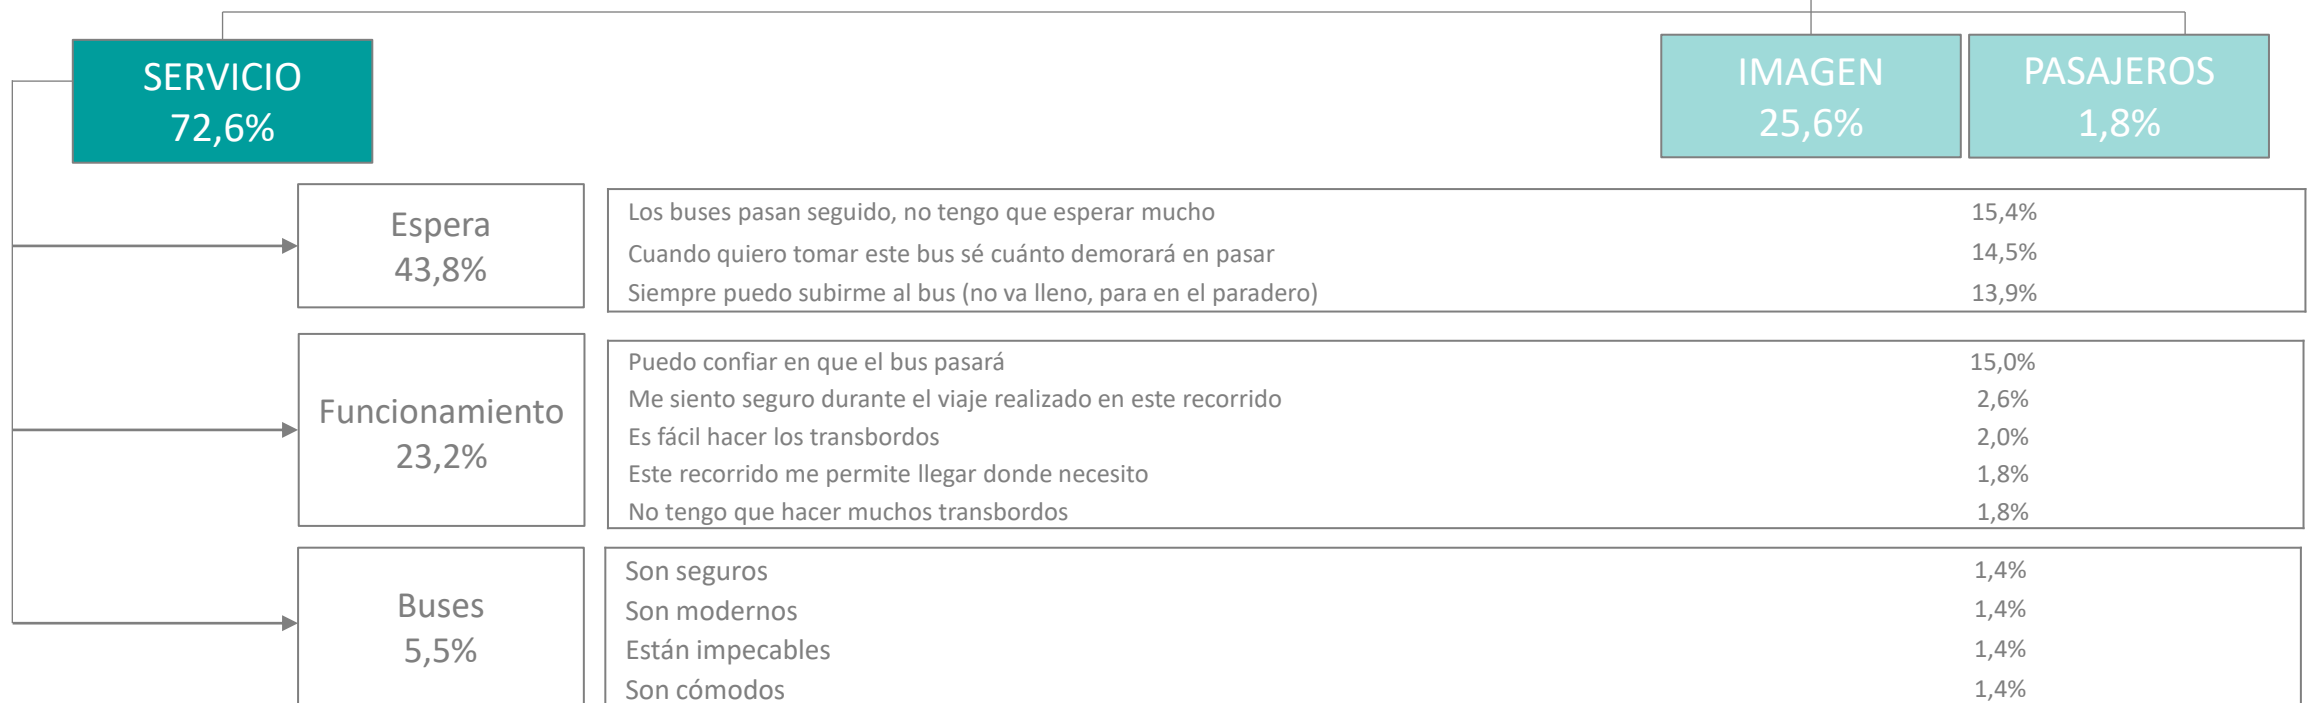 SERVICIO
72,6%
IMAGEN
25,6%
PASAJEROS
1,8%
Espera
43,8%
Los buses pasan seguido, no tengo que esperar mucho 15,4%
Cuando quiero tomar este bus sé cuánto demorará en pasar 14,5%
Siempre puedo subirme al bus (no va lleno, para en el paradero) 13,9%
Funcionamiento
23,2%
Puedo confiar en que el bus pasará 15,0%
Me siento seguro durante el viaje realizado en este recorrido 2,6%
Es fácil hacer los transbordos 2,0%
Este recorrido me permite llegar donde necesito 1,8%
No tengo que hacer muchos transbordos 1,8%
Buses
5,5%
Son seguros 1,4%
Son modernos 1,4%
Están impecables 1,4%
Son cómodos 1,4%